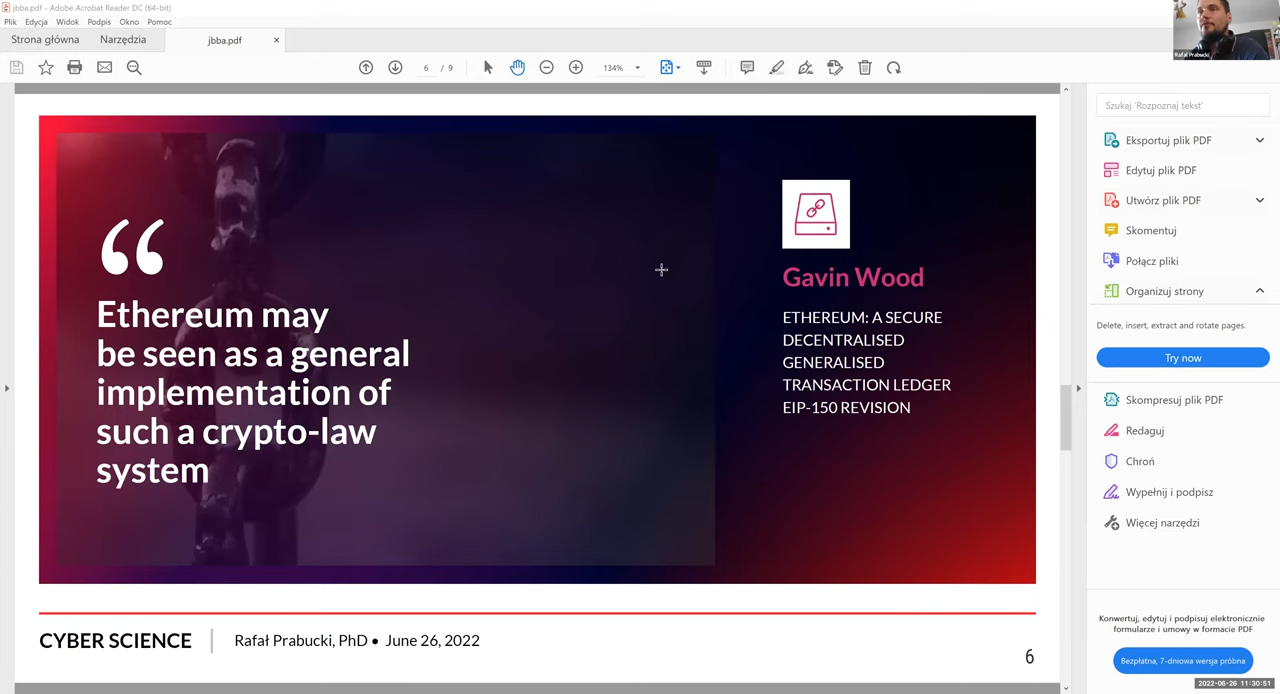 jbba.pdf - Adobe Acrobat Reader DC (64-bit)
Plik Edycja Widok Podpis Okno Pomoc
Strona główna Narzędzia jbba.pdf ×
6 / 9 134%
Rafał Prabucki
“
Ethereum may
be seen as a general
implementation of
such a crypto-law
system
Gavin Wood
ETHEREUM: A SECURE
DECENTRALISED
GENERALISED
TRANSACTION LEDGER
EIP-150 REVISION
CYBER SCIENCE
Rafał Prabucki, PhD • June 26, 2022
6
Szukaj 'Rozpoznaj tekst'
Eksportuj plik PDF
Edytuj plik PDF
Utwórz plik PDF
Skomentuj
Połącz pliki
Organizuj strony
Delete, insert, extract and rotate pages.
Try now
Skompresuj plik PDF
Redaguj
Chroń
Wypełnij i podpisz
Więcej narzędzi
Konwertuj, edytuj i podpisuj elektronicznie
formularze i umowy w formacie PDF
Bezpłatna, 7-dniowa wersja próbna
2022-06-26 11:30:51